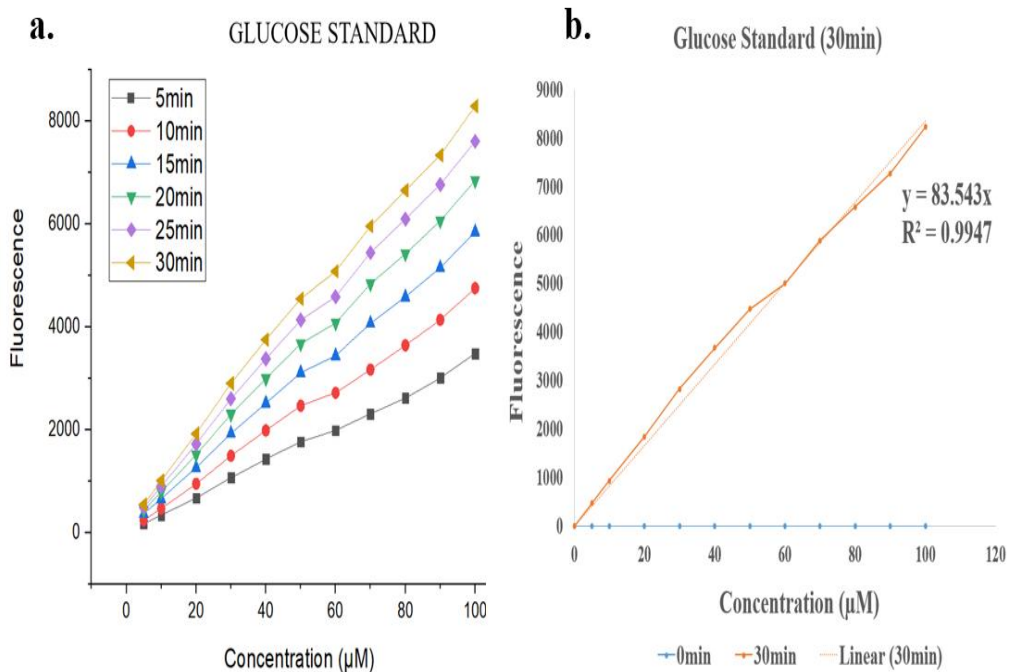 a.
GLUCOSE STANDARD
5min
10min
15min
20min
25min
30min
8000
6000
4000
2000
0
Fluorescence
0 20 40 60 80 100
Concentration (µM)
b.
Glucose Standard (30min)
9000
8000
7000
6000
5000
4000
3000
2000
1000
0
Fluorescence
y = 83.543x
R² = 0.9947
0 20 40 60 80 100 120
Concentration (µM)
0min 30min Linear (30min)